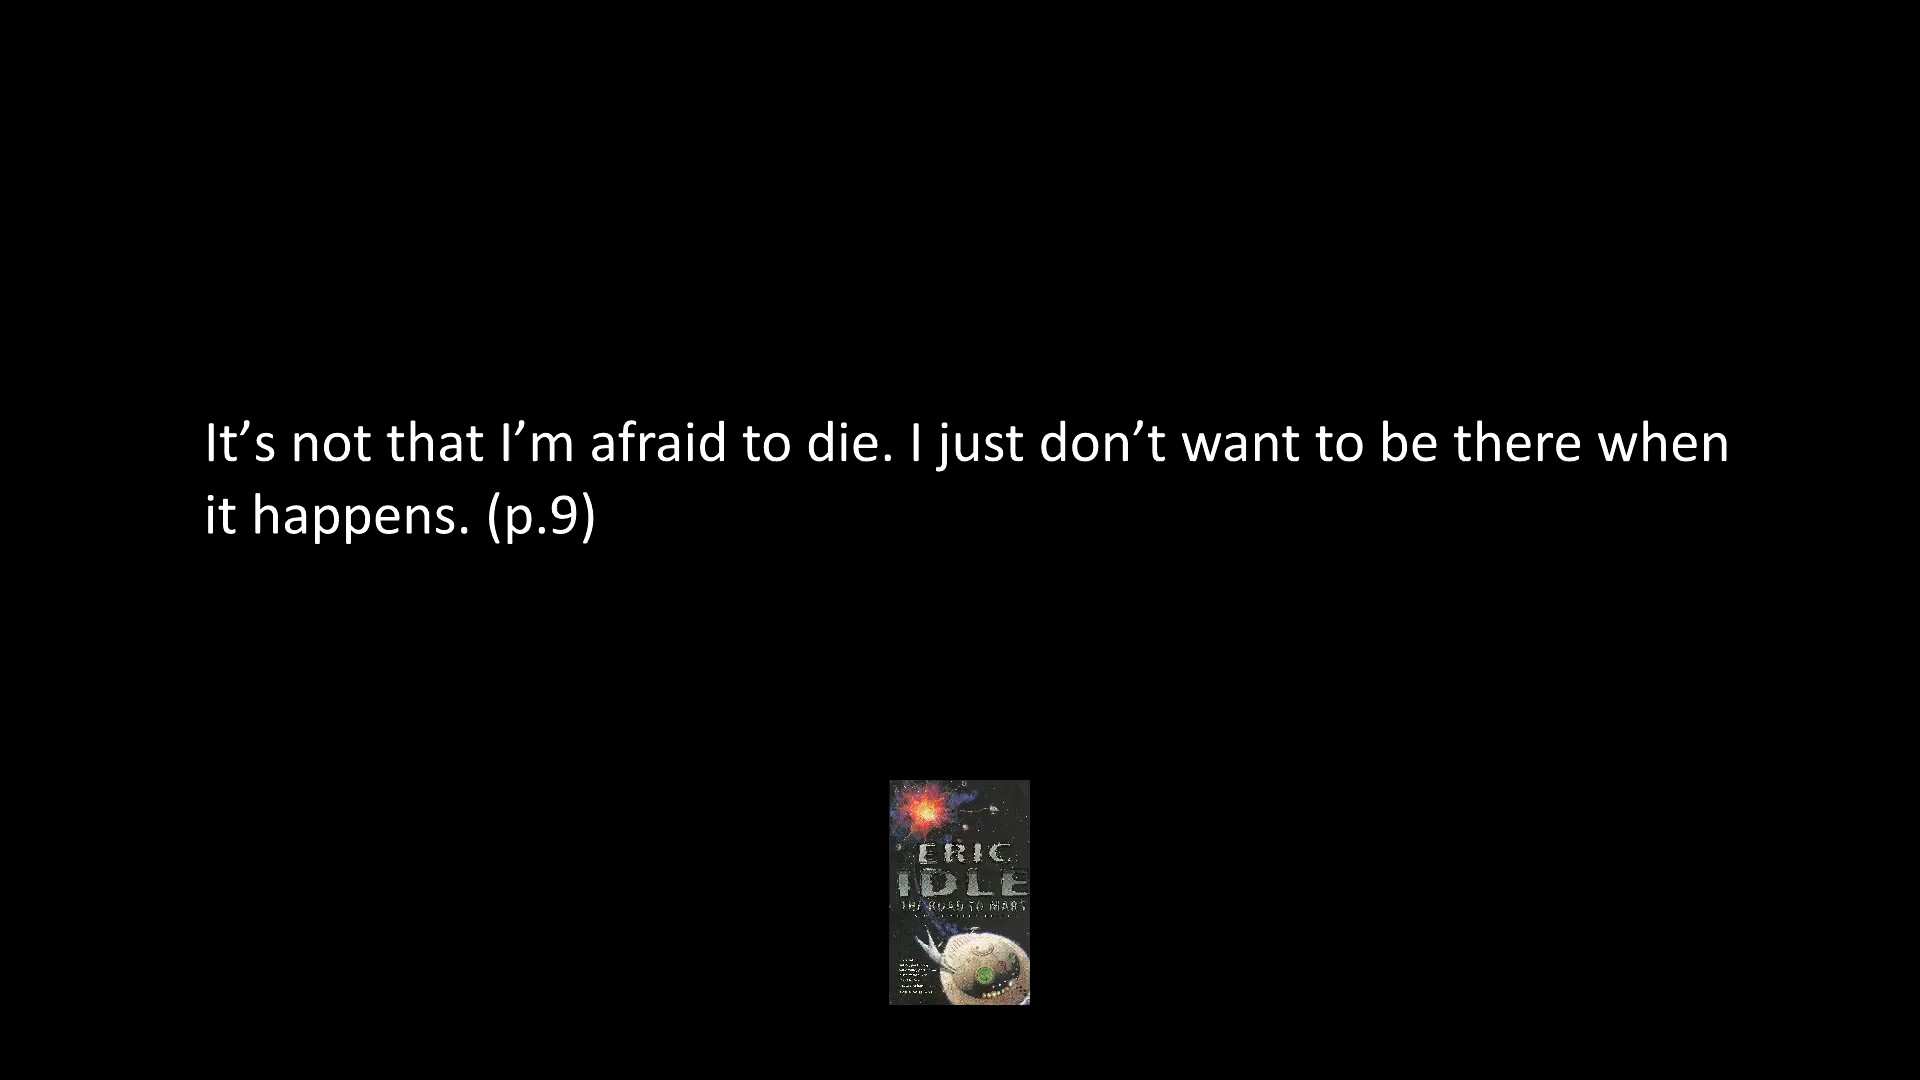 It’s not that I’m afraid to die. I just don’t want to be there when
it happens. (p.9)
ERIC
IDLE
THE ROAD TO MARS